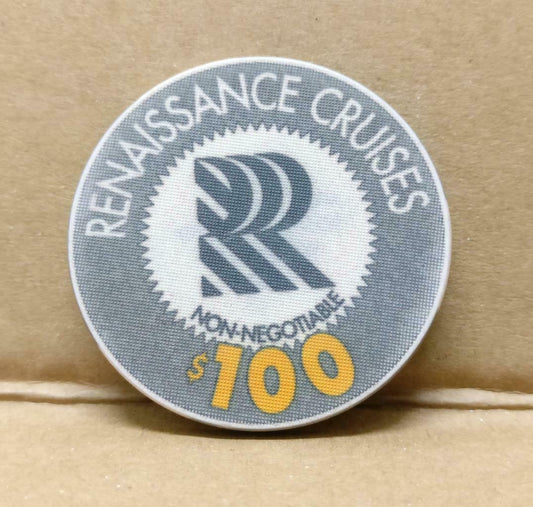 RENAISSANCE CRUISES
R
NON-NEGOTIABLE
$100